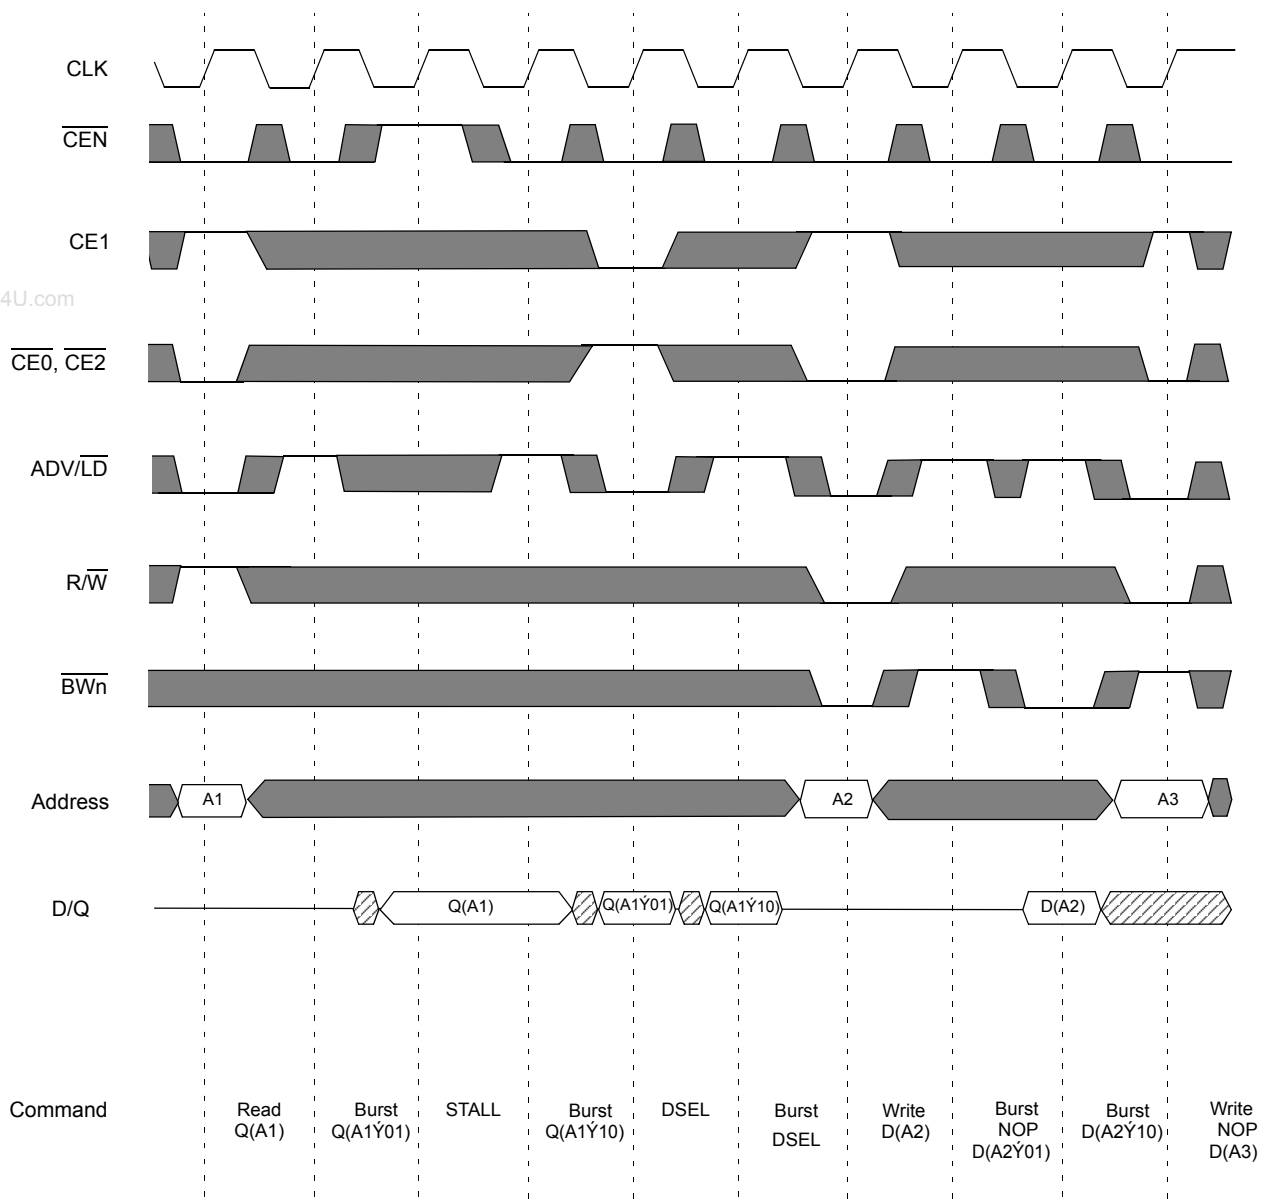 CLK
CEN
CE1
4U.com
CE0, CE2
ADV/LD
R/W
BWn
Address A1 A2 A3
D/Q Q(A1) Q(A1Ý01) Q(A1Ý10) D(A2)
Command
Read
Q(A1)
Burst
Q(A1Ý01)
STALL
Burst
Q(A1Ý10)
DSEL
Burst
DSEL
Write
D(A2)
Burst
NOP
D(A2Ý01)
Burst
D(A2Ý10)
Write
NOP
D(A3)